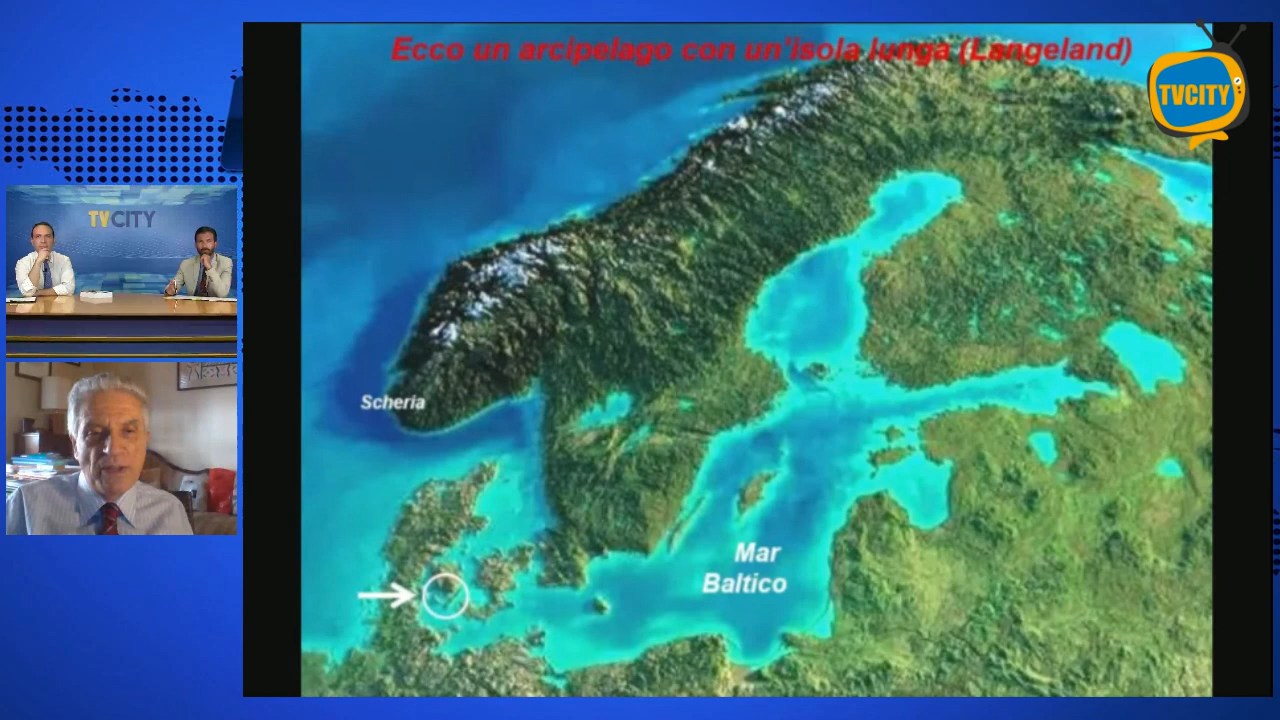 Ecco un arcipelago con un'isola lunga (Langeland)
TVCITY
TVCITY
Scheria
Mar
Baltico